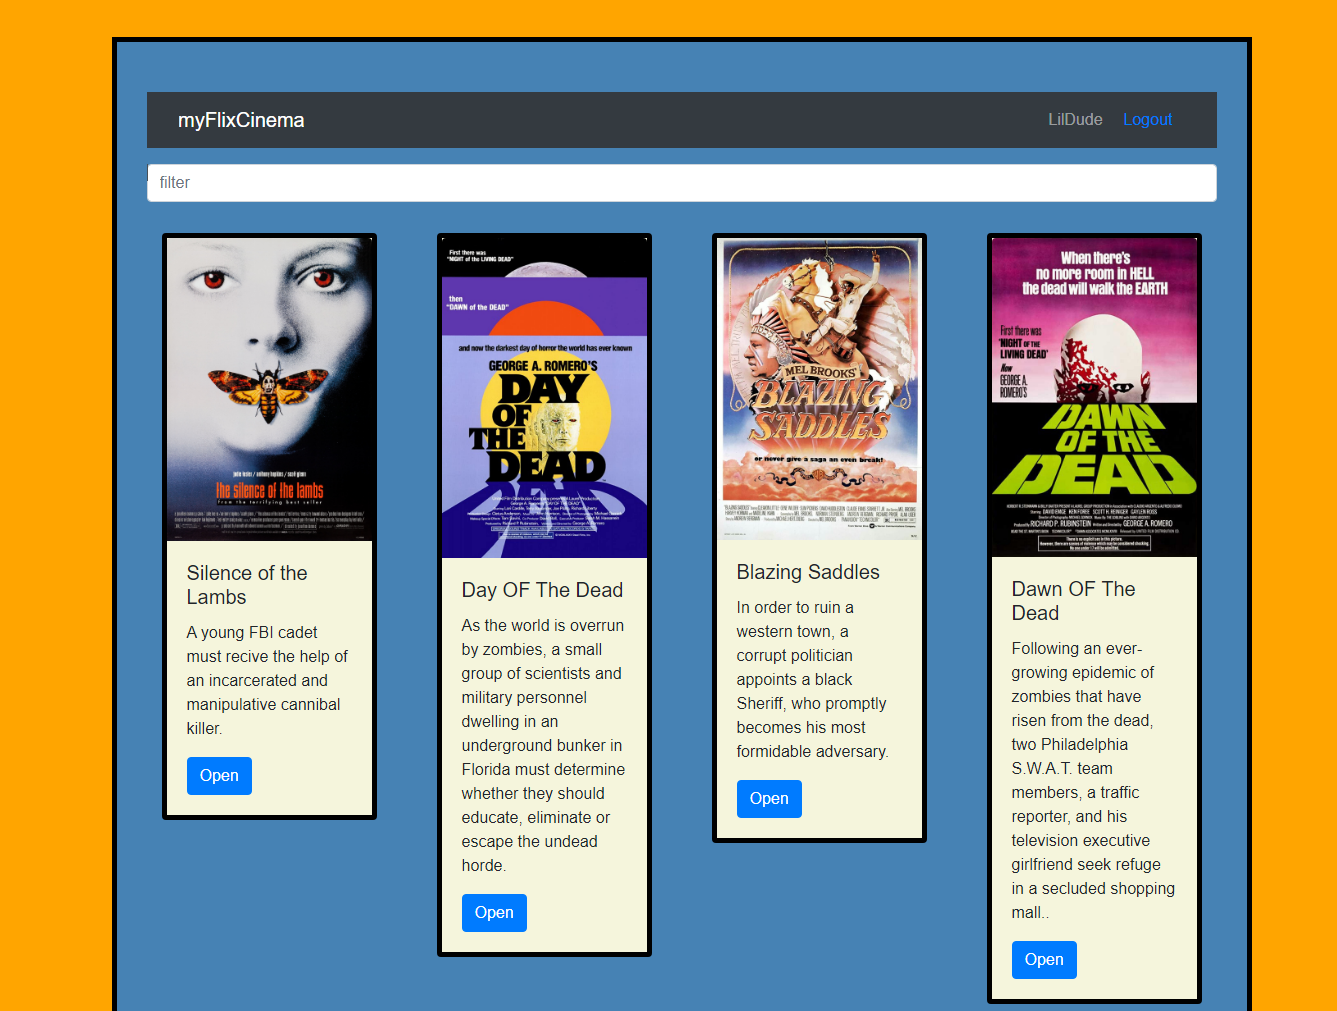 myFlixCinema
LilDude Logout
filter
julie foster / anthony hopkins / scott glenn
the silence of the lambs
from the terrifying best seller
Silence of the
Lambs
A young FBI cadet
must recive the help of
an incarcerated and
manipulative cannibal
killer.
Open
First there was
"NIGHT of the LIVING DEAD"
then
"DAWN of the DEAD"
and now the darkest day of horror the world has ever known
GEORGE A. ROMERO'S
DAY
OF
THE
DEAD
Day OF The Dead
As the world is overrun
by zombies, a small
group of scientists and
military personnel
dwelling in an
underground bunker in
Florida must determine
whether they should
educate, eliminate or
escape the undead
horde.
Open
MEL BROOKS'
BLAZING
SADDLES
or never give a saga an even break!
Blazing Saddles
In order to ruin a
western town, a
corrupt politician
appoints a black
Sheriff, who promptly
becomes his most
formidable adversary.
Open
When there's
no more room in HELL
the dead will walk the EARTH
First there was
'NIGHT OF THE
LIVING DEAD'
Now
GEORGE A.
ROMERO'S
DAWN
OF THE
DEAD
Dawn OF The
Dead
Following an ever-
growing epidemic of
zombies that have
risen from the dead,
two Philadelphia
S.W.A.T. team
members, a traffic
reporter, and his
television executive
girlfriend seek refuge
in a secluded shopping
mall..
Open